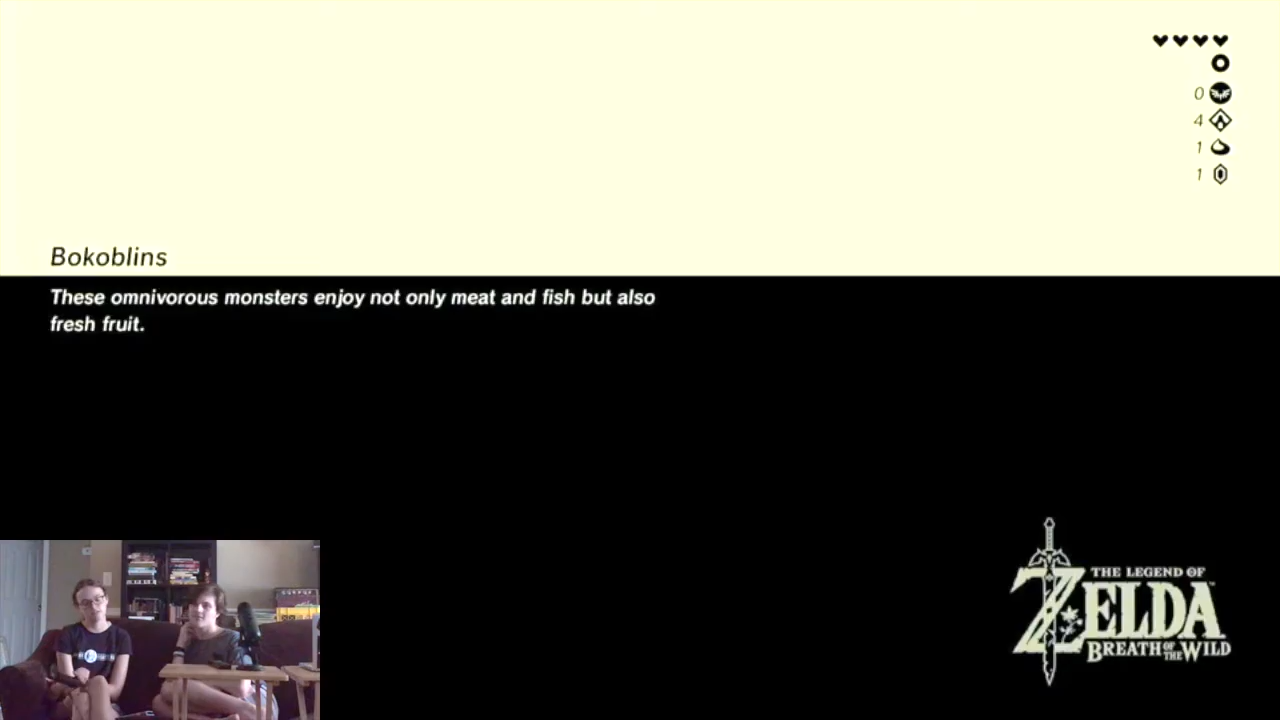 0
4
1
1
Bokoblins
These omnivorous monsters enjoy not only meat and fish but also
fresh fruit.
THE LEGEND OF
ZELDA
BREATH OF THE WILD